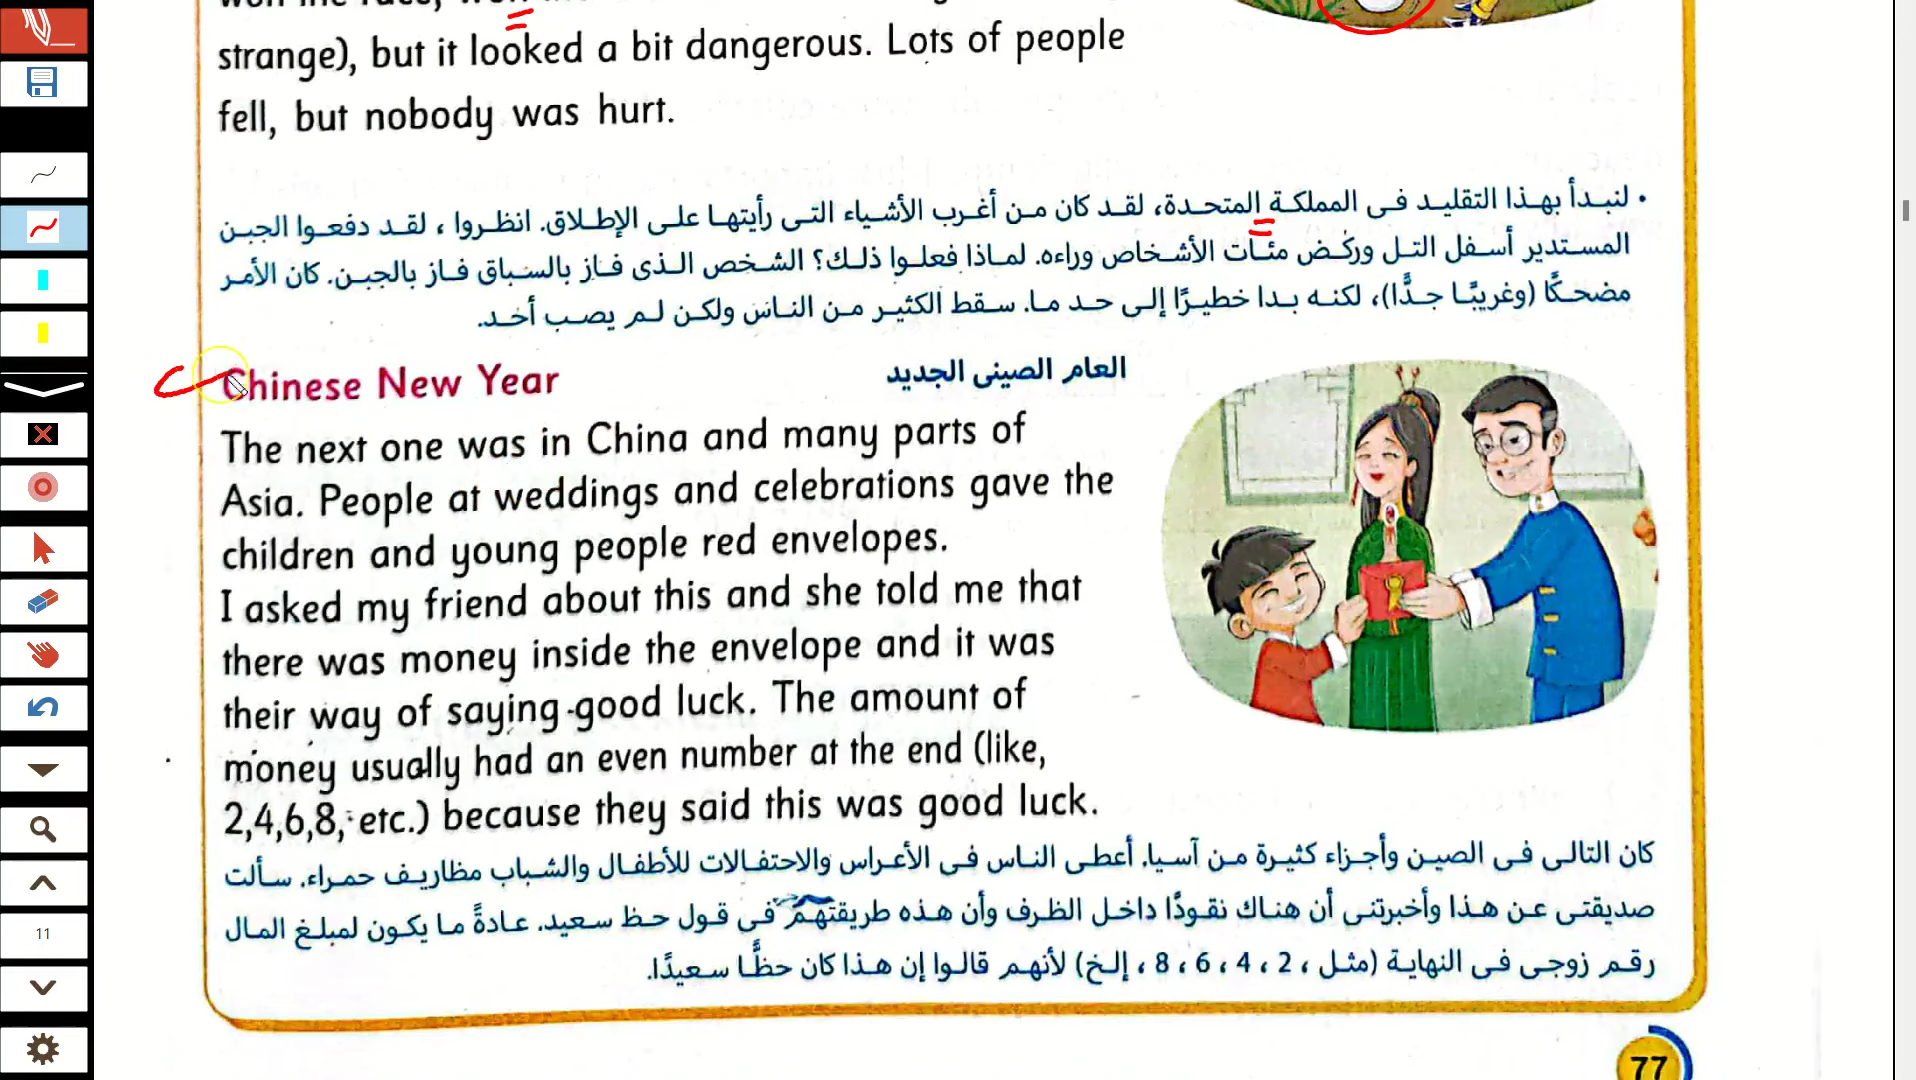 strange), but it looked a bit dangerous. Lots of people
fell, but nobody was hurt.
• لنبدأ بهذا التقليد فى المملكة المتحدة، لقد كان من أغرب الأشياء التى رأيتها على الإطلاق. انظروا ، لقد دفعوا الجبن
المستدير أسفل التل وركض مئات الأشخاص وراءه. لماذا فعلوا ذلك؟ الشخص الذى فاز بالسباق فاز بالجبن. كان الأمر
مضحكًا (وغريبًا جدًّا)، لكنه بدا خطيرًا إلى حد ما. سقط الكثير من الناس ولكن لم يصب أحد.
Chinese New Year
العام الصينى الجديد
The next one was in China and many parts of
Asia. People at weddings and celebrations gave the
children and young people red envelopes.
I asked my friend about this and she told me that
there was money inside the envelope and it was
their way of saying good luck. The amount of
money usually had an even number at the end (like,
2,4,6,8, etc.) because they said this was good luck.
كان التالى فى الصين وأجزاء كثيرة من آسيا. أعطى الناس فى الأعراس والاحتفالات للأطفال والشباب مظاريف حمراء. سألت
صديقتى عن هذا وأخبرتنى أن هناك نقودًا داخل الظرف وأن هذه طريقتهم فى قول حظ سعيد. عادةً ما يكون لمبلغ المال
رقم زوجى فى النهاية (مثل ، 2 ، 4 ، 6 ، 8 ، إلخ) لأنهم قالوا إن هذا كان حظًّا سعيدًا.
11
77